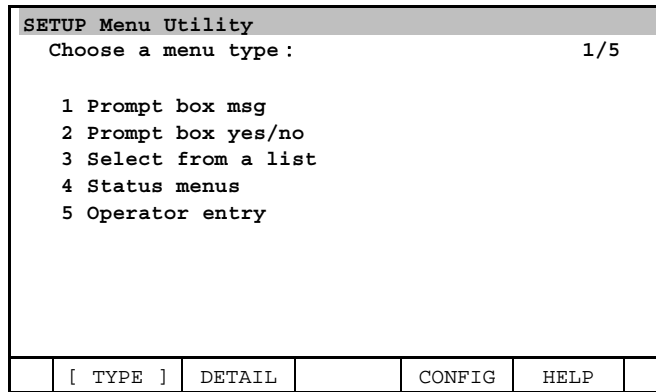 SETUP Menu Utility
Choose a menu type : 1/5
1 Prompt box msg
2 Prompt box yes/no
3 Select from a list
4 Status menus
5 Operator entry
[ TYPE ] DETAIL CONFIG HELP